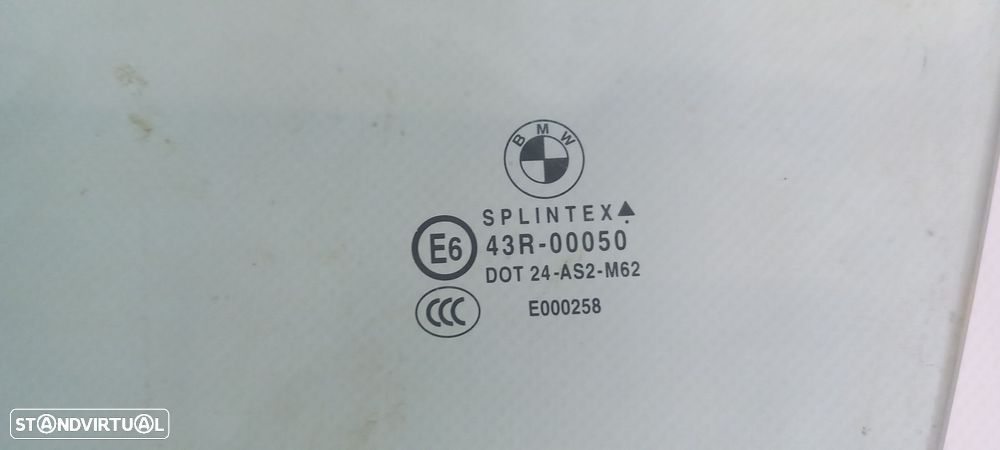 BMW
SPLINTEX
E6 43R-00050
DOT 24-AS2-M62
CCC E000258
STANDVIRTUAL